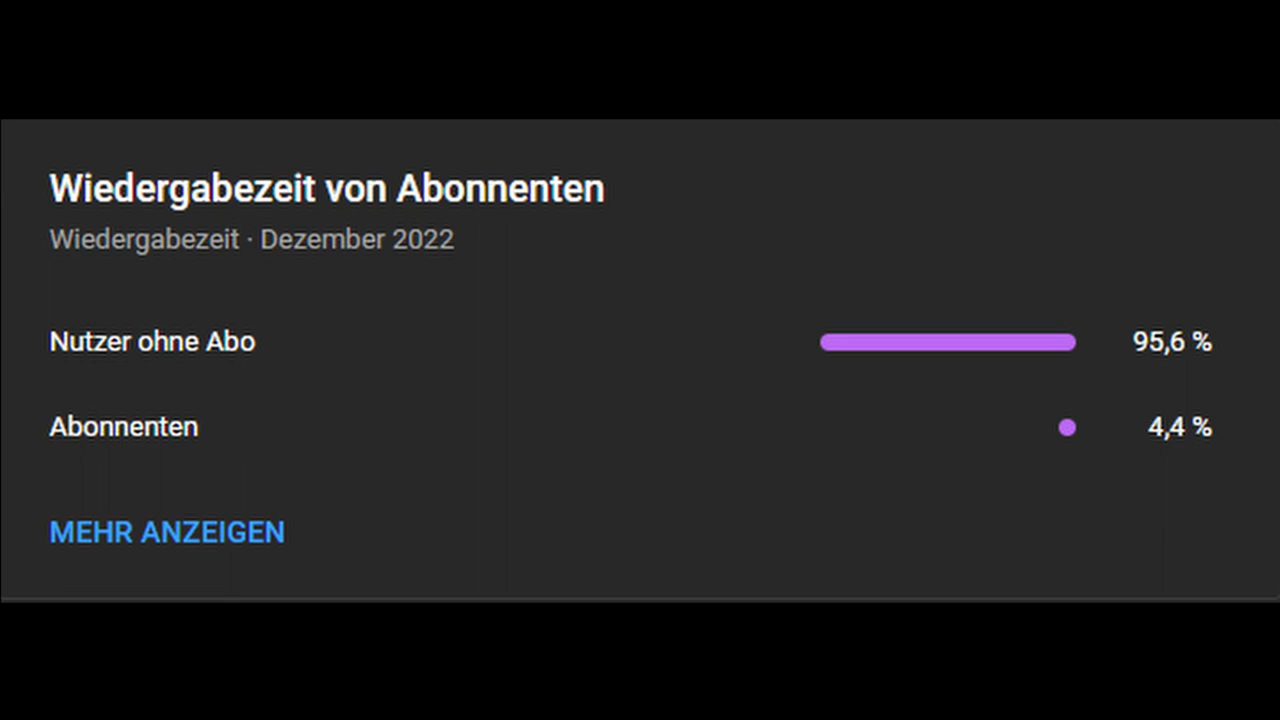 Wiedergabezeit von Abonnenten
Wiedergabezeit · Dezember 2022
Nutzer ohne Abo 95,6 %
Abonnenten 4,4 %
MEHR ANZEIGEN